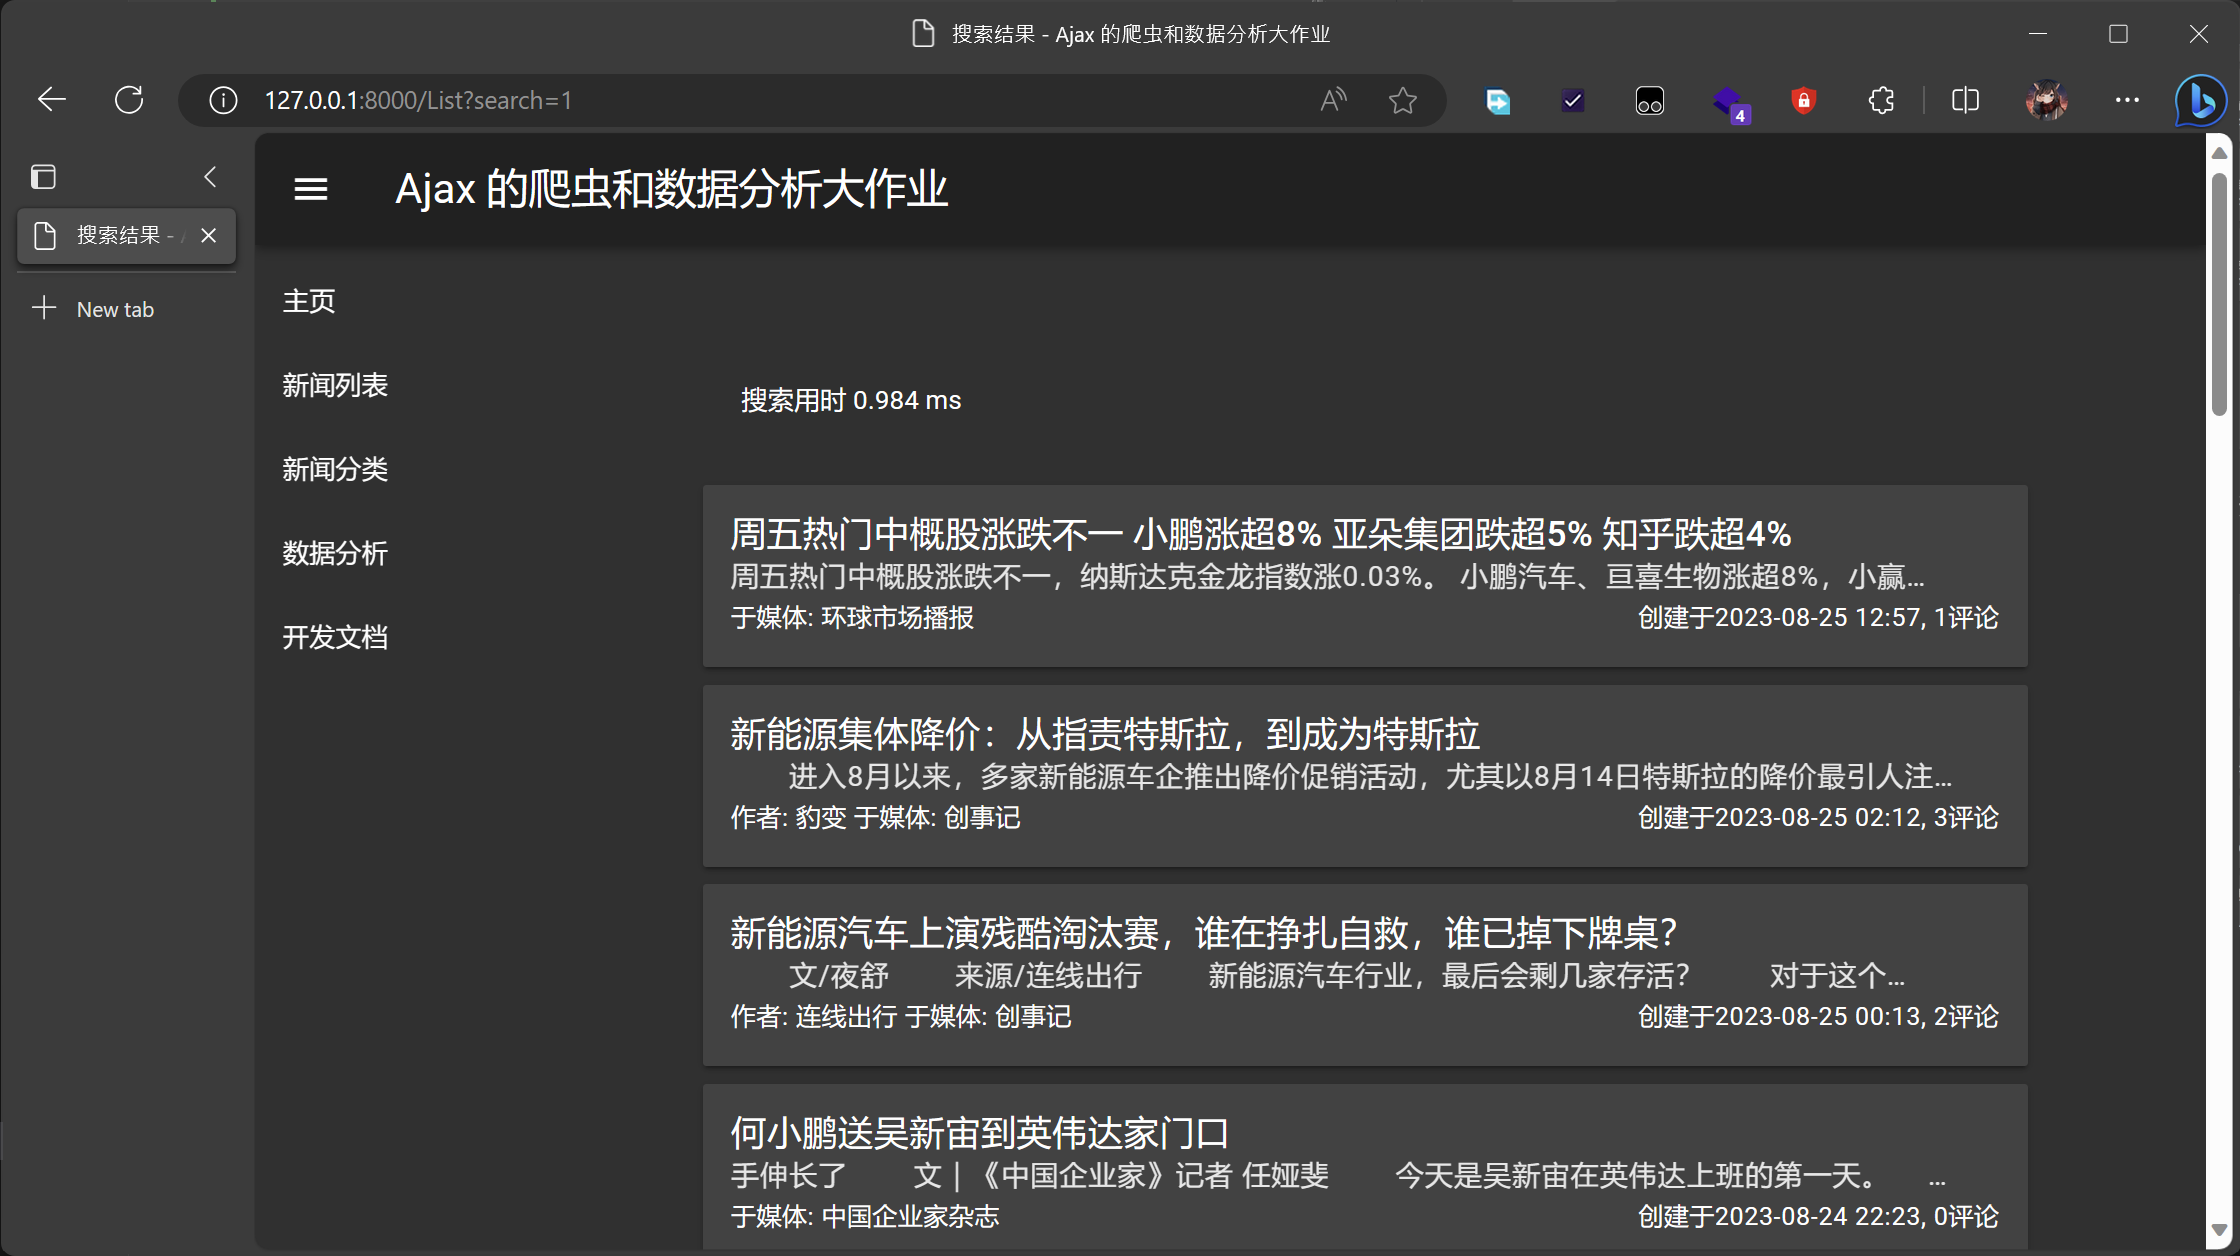 搜索结果 - Ajax 的爬虫和数据分析大作业
127.0.0.1:8000/List?search=1
4
搜索结果 -
New tab
Ajax 的爬虫和数据分析大作业
主页
新闻列表
新闻分类
数据分析
开发文档
搜索用时 0.984 ms
周五热门中概股涨跌不一 小鹏涨超8% 亚朵集团跌超5% 知乎跌超4%
周五热门中概股涨跌不一，纳斯达克金龙指数涨0.03%。 小鹏汽车、亘喜生物涨超8%，小赢...
于媒体: 环球市场播报 创建于2023-08-25 12:57, 1评论
新能源集体降价：从指责特斯拉，到成为特斯拉
进入8月以来，多家新能源车企推出降价促销活动，尤其以8月14日特斯拉的降价最引人注...
作者: 豹变 于媒体: 创事记 创建于2023-08-25 02:12, 3评论
新能源汽车上演残酷淘汰赛，谁在挣扎自救，谁已掉下牌桌？
文/夜舒 来源/连线出行 新能源汽车行业，最后会剩几家存活？ 对于这个...
作者: 连线出行 于媒体: 创事记 创建于2023-08-25 00:13, 2评论
何小鹏送吴新宙到英伟达家门口
手伸长了 文｜《中国企业家》记者 任娅斐 今天是吴新宙在英伟达上班的第一天。 ...
于媒体: 中国企业家杂志 创建于2023-08-24 22:23, 0评论